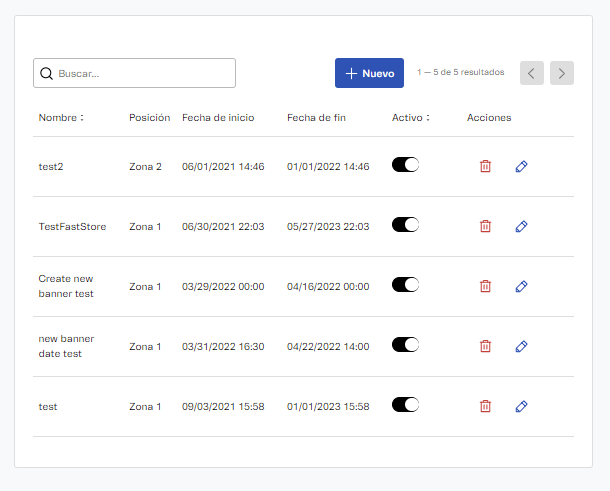 Buscar...
Nuevo
1 — 5 de 5 resultados
Nombre Posición Fecha de inicio Fecha de fin Activo Acciones
test2 Zona 2 06/01/2021 14:46 01/01/2022 14:46
TestFastStore Zona 1 06/30/2021 22:03 05/27/2023 22:03
Create new
banner test
Zona 1 03/29/2022 00:00 04/16/2022 00:00
new banner
date test
Zona 1 03/31/2022 16:30 04/22/2022 14:00
test Zona 1 09/03/2021 15:58 01/01/2023 15:58